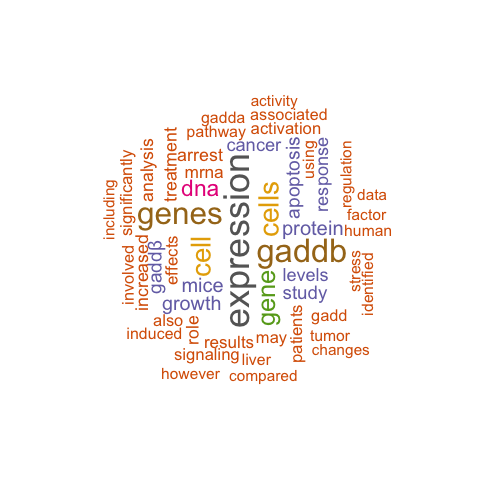 activity
gadda associated
pathway activation
cancer
arrest
mrna
dna
treatment
analysis
significantly
including
expression
cells
apoptosis
using
response
regulation
data
factor
human
genes
protein
gaddb
cell
gaddβ
effects
increased
involved
mice
growth
gene
levels
study
stress
identified
also
induced
role
results
may
patients
gadd
tumor
changes
signaling
liver
however
compared